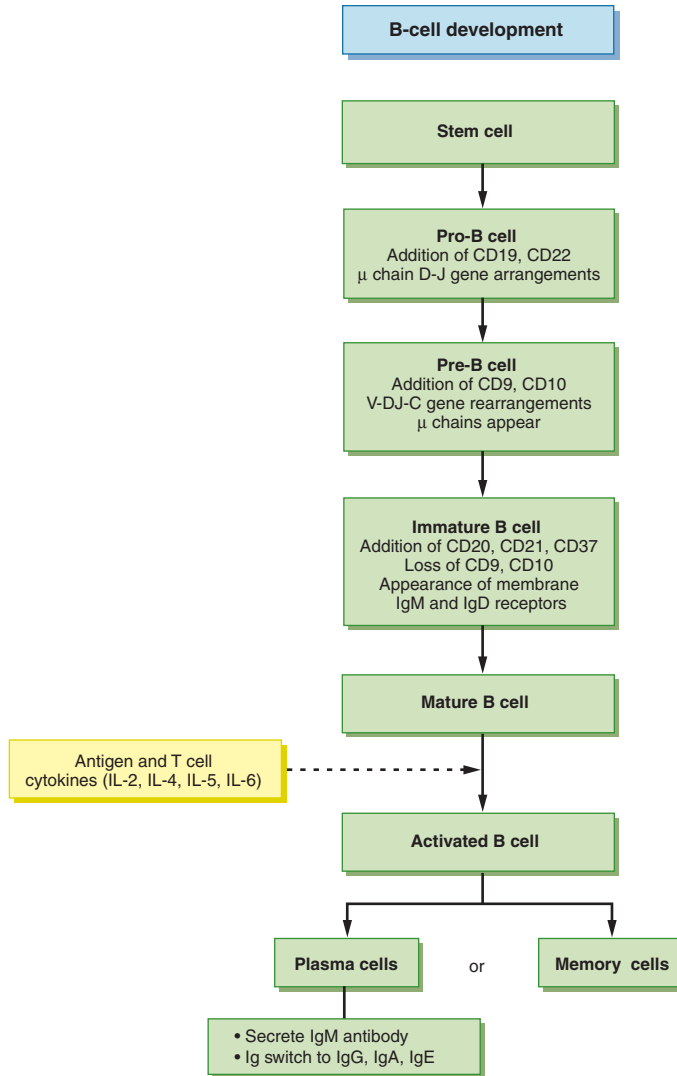 B-cell development
Stem cell
Pro-B cell
Addition of CD19, CD22
μ chain D-J gene arrangements
Pre-B cell
Addition of CD9, CD10
V-DJ-C gene rearrangements
μ chains appear
Immature B cell
Addition of CD20, CD21, CD37
Loss of CD9, CD10
Appearance of membrane
IgM and IgD receptors
Mature B cell
Antigen and T cell
cytokines (IL-2, IL-4, IL-5, IL-6)
Activated B cell
Plasma cells or Memory cells
• Secrete IgM antibody
• Ig switch to IgG, IgA, IgE